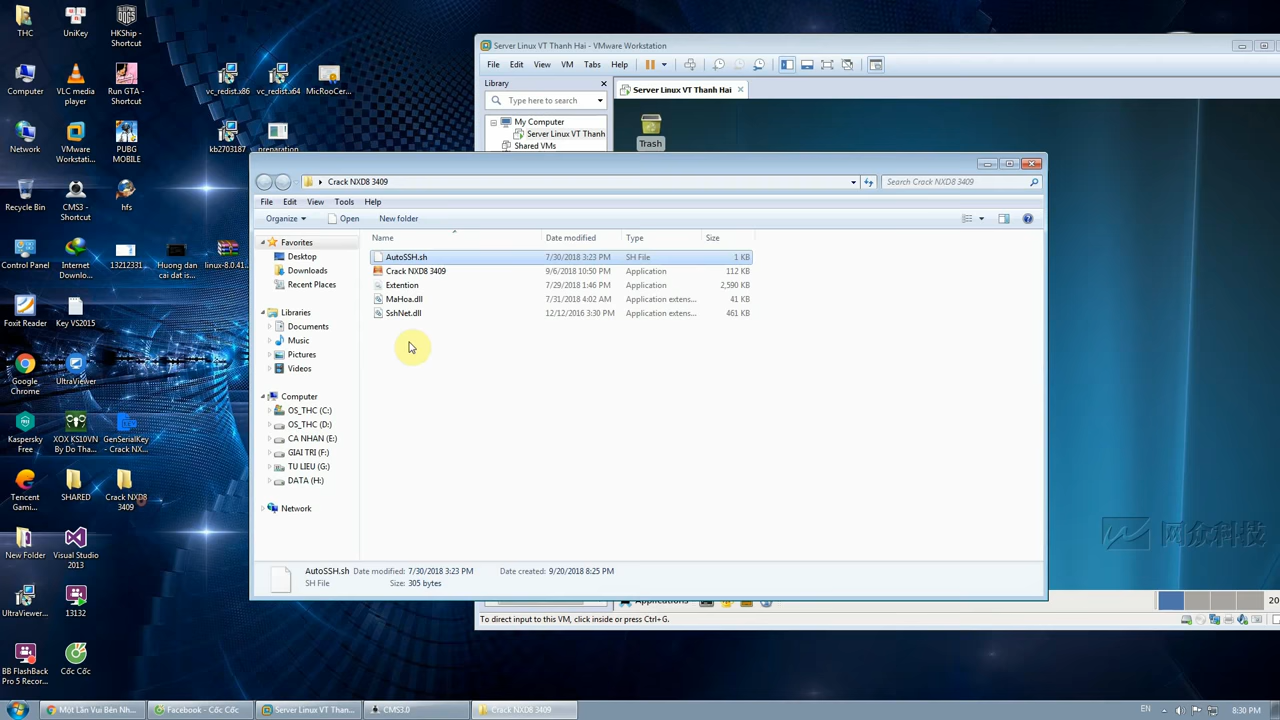 THC
UniKey
HKShip -
Shortcut
Computer
VLC media
player
Run GTA -
Shortcut
vc_redist.x86
vc_redist.x64
MicRooCer...
Network
VMware
Workstati...
PUBG
MOBILE
kb2703187
preparation
Recycle Bin
CMS3 -
Shortcut
hfs
Control Panel
Internet
Downlo...
13212331
Huong dan
cai dat is...
linux-8.0.41...
Foxit Reader
Key VS2015
Google
Chrome
UltraViewer
Kaspersky
Free
XOX KS10VN
By Do Tha...
GenSerialKey
- Crack NX...
Tencent
Gami...
SHARED
Crack NXD8
3409
New Folder
Visual Studio
2013
UltraViewer...
13132
BB FlashBack
Pro 5 Recor...
Cốc Cốc
Server Linux VT Thanh Hai - VMware Workstation
File Edit View VM Tabs Help
Library
Type here to search
My Computer
Server Linux VT Thanh
Shared VMs
Server Linux VT Thanh Hai
Trash
Crack NXD8 3409
Search Crack NXD8 3409
File Edit View Tools Help
Organize Open New folder
Favorites
Desktop
Downloads
Recent Places
Libraries
Documents
Music
Pictures
Videos
Computer
OS_THC (C:)
OS_THC (D:)
CA NHAN (E:)
GIAI TRI (F:)
TU LIEU (G:)
DATA (H:)
Network
Name Date modified Type Size
AutoSSH.sh 7/30/2018 3:23 PM SH File 1 KB
Crack NXD8 3409 9/6/2018 10:50 PM Application 112 KB
Extention 7/29/2018 1:46 PM Application 2,590 KB
MaHoa.dll 7/31/2018 4:02 AM Application extens... 41 KB
SshNet.dll 12/12/2016 3:30 PM Application extens... 461 KB
AutoSSH.sh Date modified: 7/30/2018 3:23 PM Date created: 9/20/2018 8:25 PM
SH File Size: 305 bytes
网众科技
Applications
20
To direct input to this VM, click inside or press Ctrl+G.
Một Lần Vui Bên Nh...
Facebook - Cốc Cốc
Server Linux VT Than...
CMS3.0
Crack NXD8 3409
EN
8:30 PM